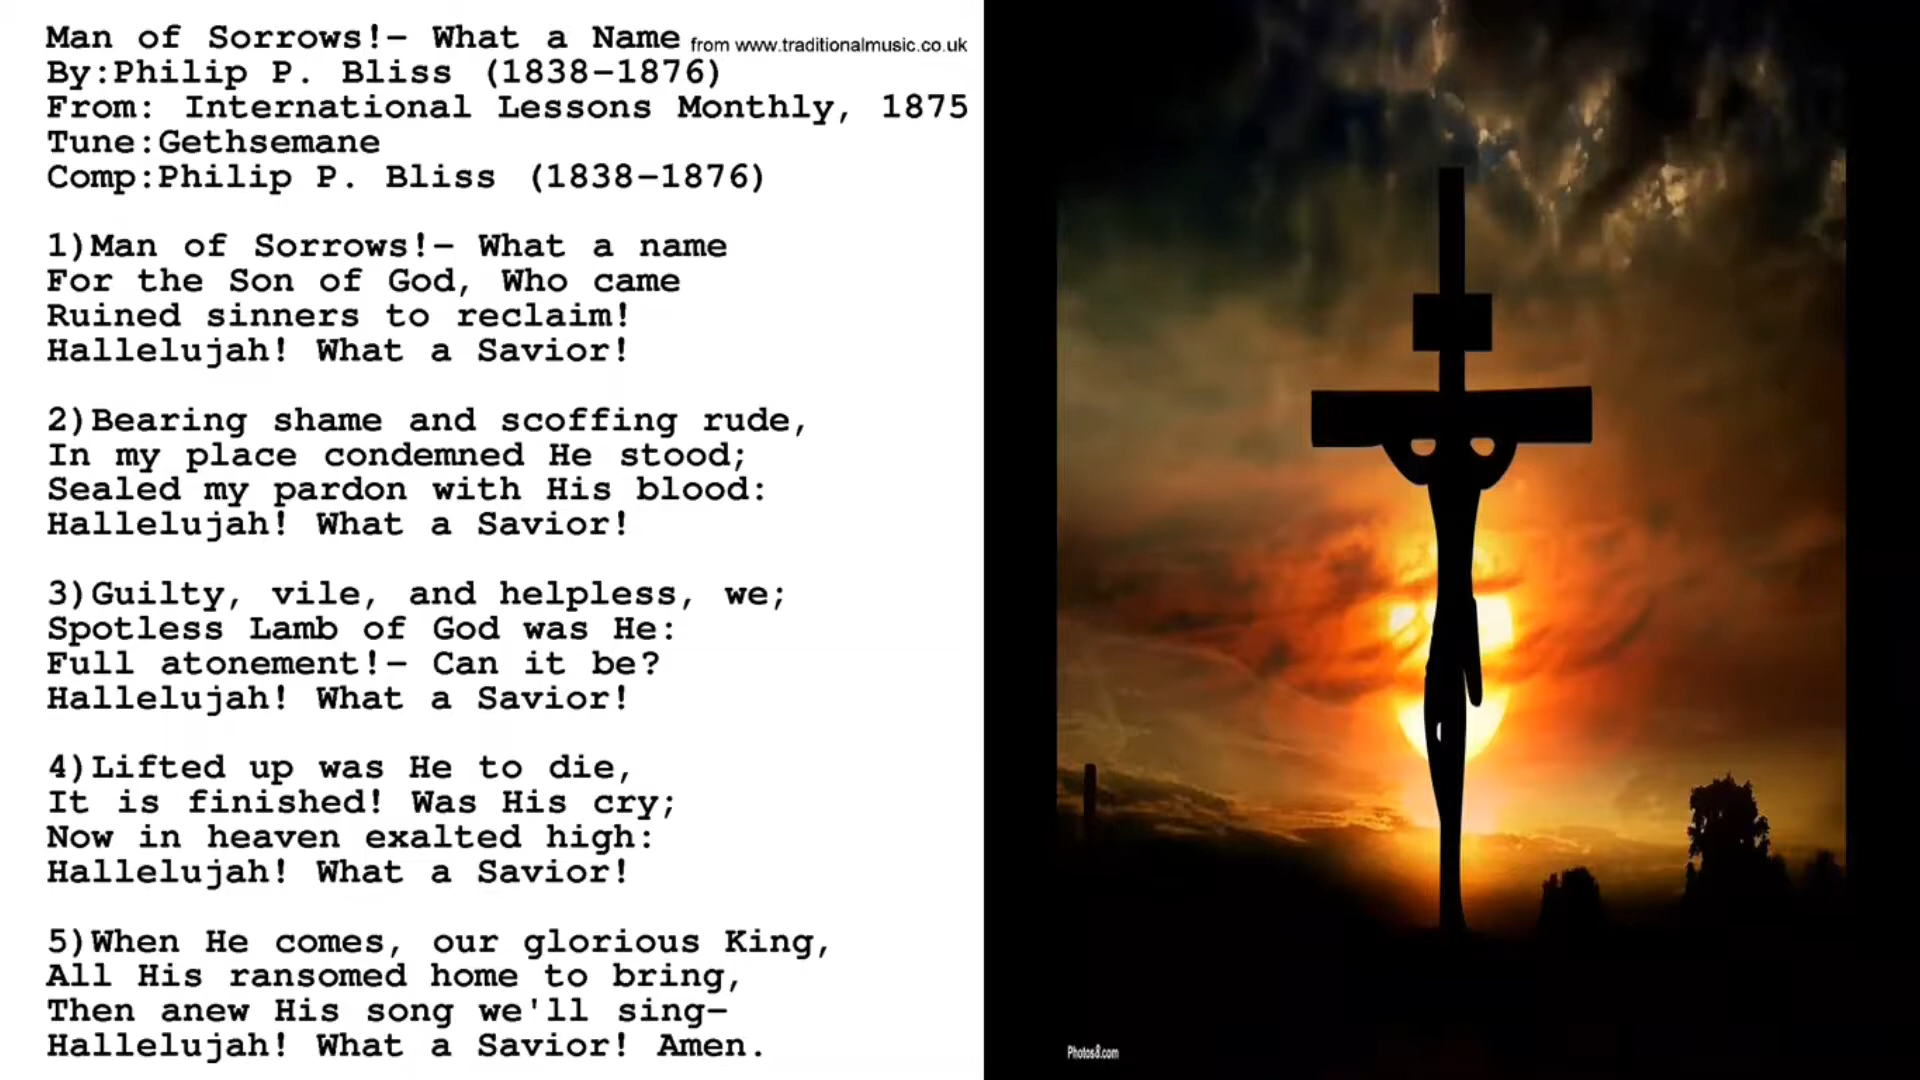 Man of Sorrows!- What a Name from www.traditionalmusic.co.uk
By:Philip P. Bliss (1838-1876)
From: International Lessons Monthly, 1875
Tune:Gethsemane
Comp:Philip P. Bliss (1838-1876)
1)Man of Sorrows!- What a name
For the Son of God, Who came
Ruined sinners to reclaim!
Hallelujah! What a Savior!
2)Bearing shame and scoffing rude,
In my place condemned He stood;
Sealed my pardon with His blood:
Hallelujah! What a Savior!
3)Guilty, vile, and helpless, we;
Spotless Lamb of God was He:
Full atonement!- Can it be?
Hallelujah! What a Savior!
4)Lifted up was He to die,
It is finished! Was His cry;
Now in heaven exalted high:
Hallelujah! What a Savior!
5)When He comes, our glorious King,
All His ransomed home to bring,
Then anew His song we'll sing-
Hallelujah! What a Savior! Amen.
Photos8.com